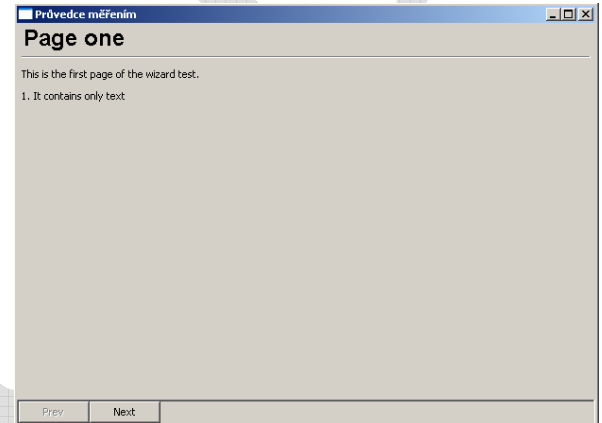 Průvedce měřením
Page one
This is the first page of the wizard test.
1. It contains only text
Prev
Next